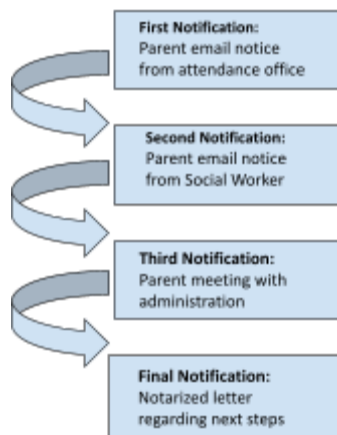 First Notification:
Parent email notice
from attendance office
Second Notification:
Parent email notice
from Social Worker
Third Notification:
Parent meeting with
administration
Final Notification:
Notarized letter
regarding next steps